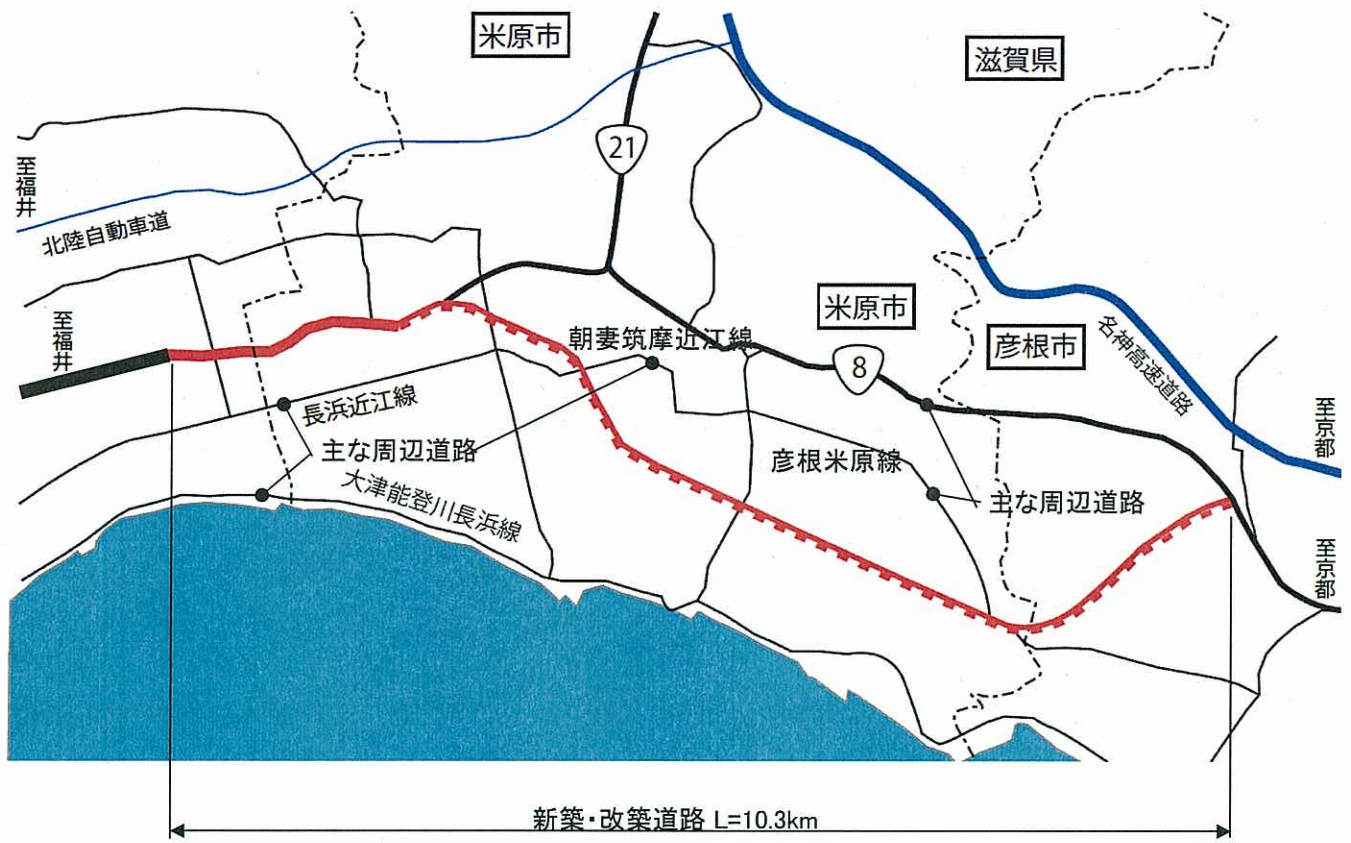 米原市
滋賀県
21
至福井
北陸自動車道
至福井
米原市
朝妻筑摩近江線
8
彦根市
名神高速道路
長浜近江線
至京都
主な周辺道路
彦根米原線
大津能登川長浜線
主な周辺道路
至京都
新築・改築道路 L=10.3km